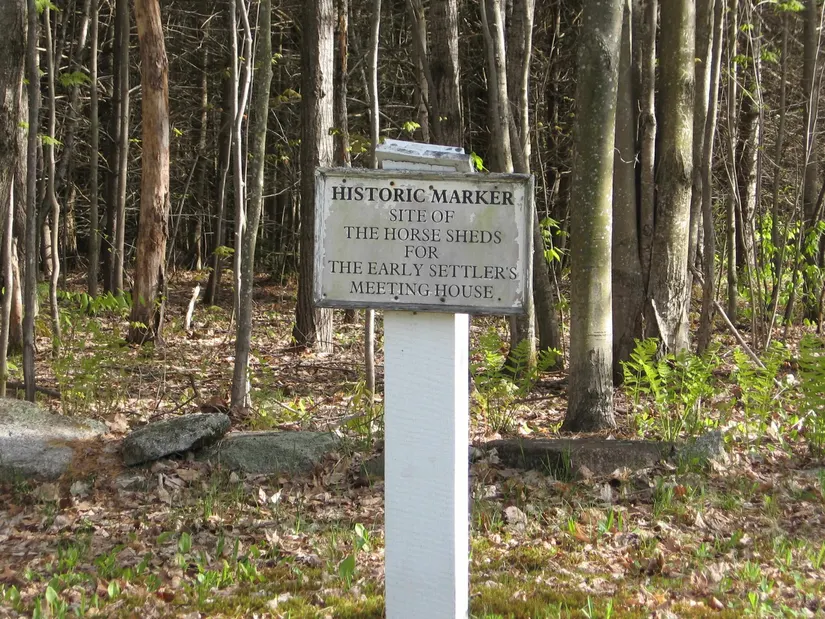 HISTORIC MARKER
SITE OF
THE HORSE SHEDS
FOR
THE EARLY SETTLER'S
MEETING HOUSE